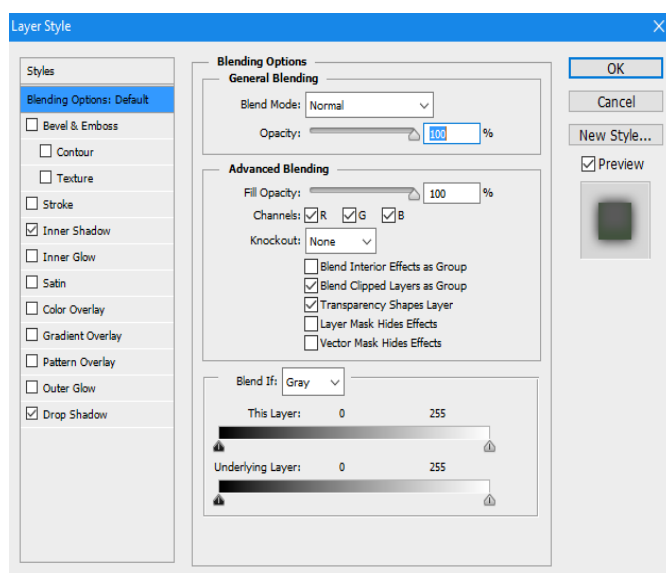 Layer Style
Styles
Blending Options: Default
Bevel & Emboss
Contour
Texture
Stroke
Inner Shadow
Inner Glow
Satin
Color Overlay
Gradient Overlay
Pattern Overlay
Outer Glow
Drop Shadow
Blending Options
General Blending
Blend Mode: Normal
Opacity: 100 %
Advanced Blending
Fill Opacity: 100 %
Channels: R G B
Knockout: None
Blend Interior Effects as Group
Blend Clipped Layers as Group
Transparency Shapes Layer
Layer Mask Hides Effects
Vector Mask Hides Effects
Blend If: Gray
This Layer: 0 255
Underlying Layer: 0 255
OK
Cancel
New Style...
Preview